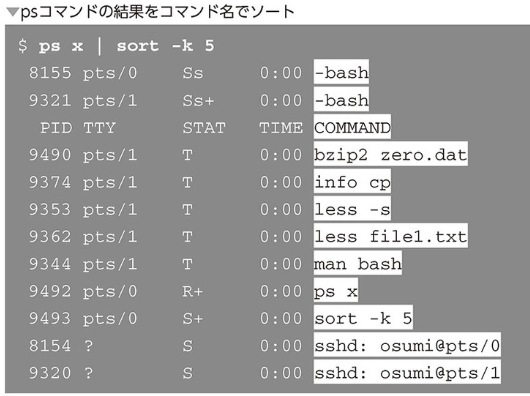 ▼psコマンドの結果をコマンド名でソート
$ ps x | sort -k 5
 8155 pts/0    Ss     0:00 -bash
 9321 pts/1    Ss+    0:00 -bash
  PID TTY      STAT   TIME COMMAND
 9490 pts/1    T      0:00 bzip2 zero.dat
 9374 pts/1    T      0:00 info cp
 9353 pts/1    T      0:00 less -s
 9362 pts/1    T      0:00 less file1.txt
 9344 pts/1    T      0:00 man bash
 9492 pts/0    R+     0:00 ps x
 9493 pts/0    S+     0:00 sort -k 5
 8154 ?        S      0:00 sshd: osumi@pts/0
 9320 ?        S      0:00 sshd: osumi@pts/1